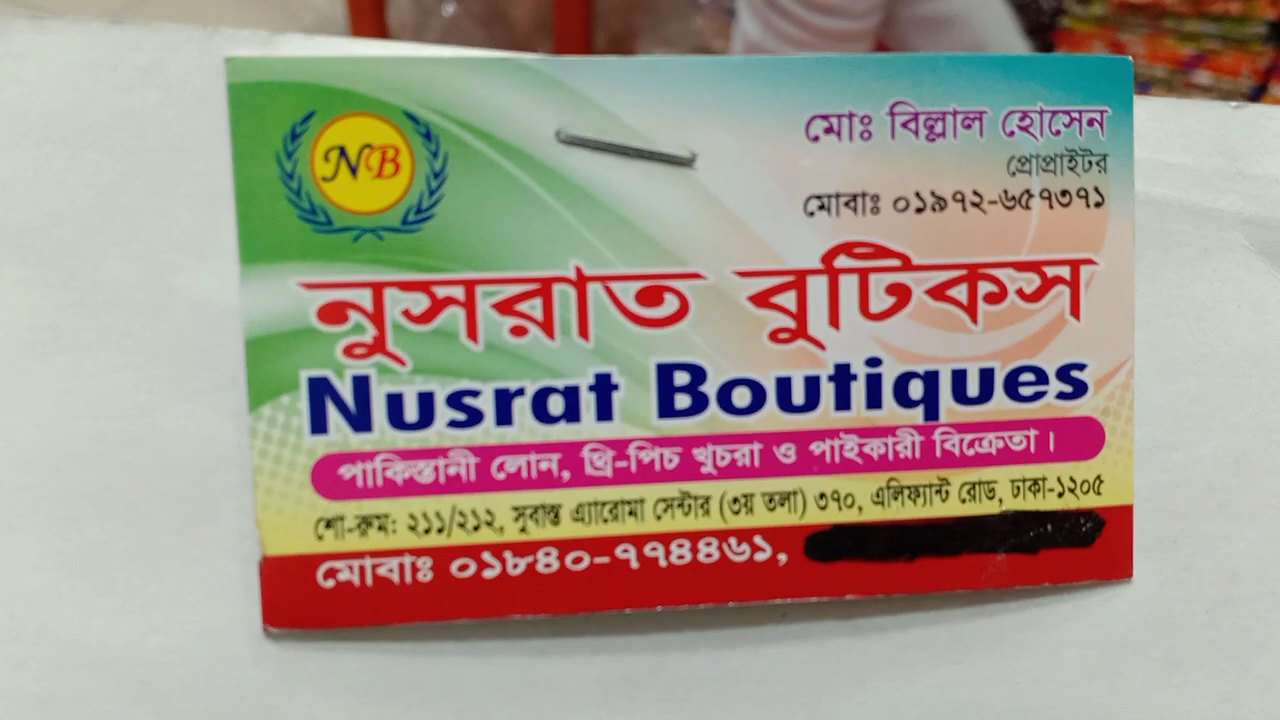 NB
মোঃ বিল্লাল হোসেন
প্রোপ্রাইটর
মোবাঃ ০১৯৭২-৬৫৭৩৭১
নুসরাত বুটিকস
Nusrat Boutiques
পাকিস্তানী লোন, থ্রি-পিচ খুচরা ও পাইকারী বিক্রেতা।
শো-রুম: ২১১/২১২, সুবাস্তু এ্যারোমা সেন্টার (৩য় তলা) ৩৭০, এলিফ্যান্ট রোড, ঢাকা-১২০৫
মোবাঃ ০১৮৪০-৭৭৪৪৬১,